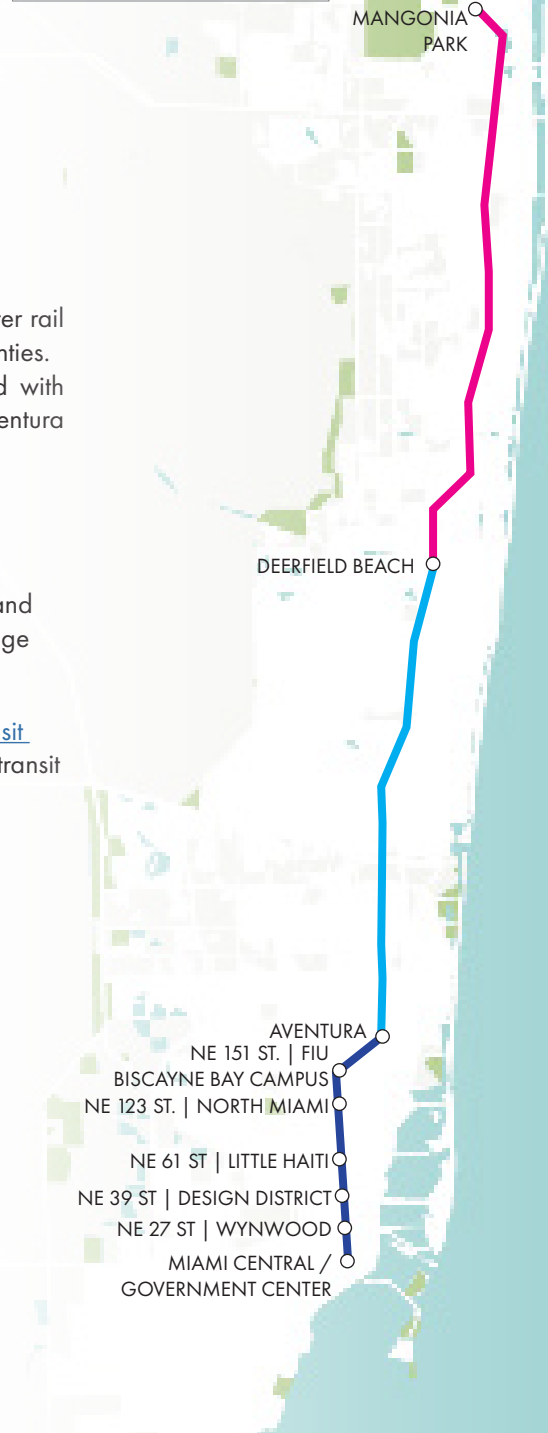 MANGONIA
PARK
er rail
nties.
d with
entura
DEERFIELD BEACH
and
ge
sit
transit
AVENTURA
NE 151 ST. | FIU
BISCAYNE BAY CAMPUS
NE 123 ST. | NORTH MIAMI
NE 61 ST | LITTLE HAITI
NE 39 ST | DESIGN DISTRICT
NE 27 ST | WYNWOOD
MIAMI CENTRAL /
GOVERNMENT CENTER